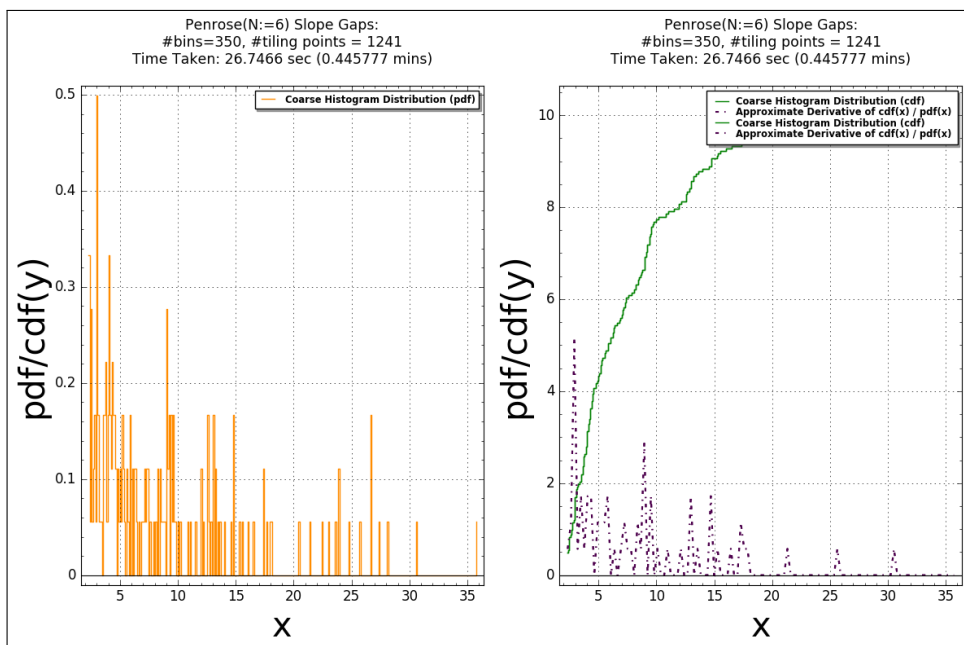 Penrose(N:=6) Slope Gaps:
#bins=350, #tiling points = 1241
Time Taken: 26.7466 sec (0.445777 mins)
Coarse Histogram Distribution (pdf)
0.5
0.4
0.3
0.2
0.1
0
pdf/cdf(y)
5 10 15 20 25 30 35
x
Penrose(N:=6) Slope Gaps:
#bins=350, #tiling points = 1241
Time Taken: 26.7466 sec (0.445777 mins)
Coarse Histogram Distribution (cdf)
Approximate Derivative of cdf(x) / pdf(x)
Coarse Histogram Distribution (cdf)
Approximate Derivative of cdf(x) / pdf(x)
10
8
6
4
2
0
pdf/cdf(y)
5 10 15 20 25 30 35
x